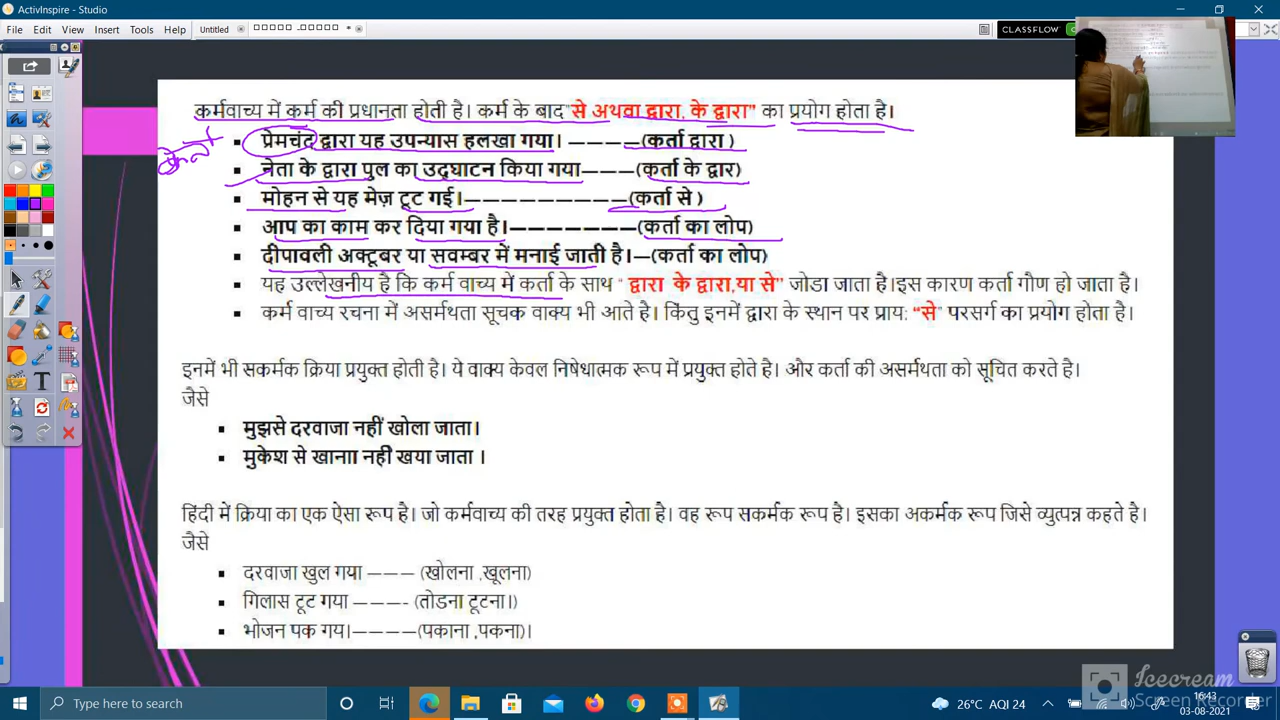 ActivInspire - Studio
File Edit View Insert Tools Help Untitled
CLASSFLOW
कर्मवाच्य में कर्म की प्रधानता होती है। कर्म के बाद"से अथवा द्वारा, के द्वारा" का प्रयोग होता है।
प्रेमचंद द्वारा यह उपन्यास हलखा गया। ————(कर्ता द्वारा )
नेता के द्वारा पुल का उद्घाटन किया गया———(कर्ता के द्वार)
मोहन से यह मेज़ टूट गई।——————————(कर्ता से )
आप का काम कर दिया गया है।———————(कर्ता का लोप)
दीपावली अक्टूबर या सवम्बर में मनाई जाती है।—(कर्ता का लोप)
यह उल्लेखनीय है कि कर्म वाच्य में कर्ता के साथ " द्वारा के द्वारा,या से" जोडा जाता है।इस कारण कर्ता गौण हो जाता है।
कर्म वाच्य रचना में असर्मथता सूचक वाक्य भी आते है। किंतु इनमें द्वारा के स्थान पर प्राय: "से" परसर्ग का प्रयोग होता है।
इनमें भी सकर्मक क्रिया प्रयुक्त होती है। ये वाक्य केवल निषेधात्मक रूप में प्रयुक्त होते है। और कर्ता की असर्मथता को सूचित करते है।
जैसे
मुझसे दरवाजा नहीं खोला जाता।
मुकेश से खानाा नहीं खया जाता ।
हिंदी में क्रिया का एक ऐसा रूप है। जो कर्मवाच्य की तरह प्रयुक्त होता है। वह रूप सकर्मक रूप है। इसका अकर्मक रूप जिसे व्युत्पन्न कहते है।
जैसे
दरवाजा खुल गया ——— (खोलना ,खूलना)
गिलास टूट गया ———- (तोडना टूटना।)
भोजन पक गय।————(पकाना ,पकना)।
Icecream
Screen Recorder
Type here to search
26°C AQI 24
16:43
03-08-2021